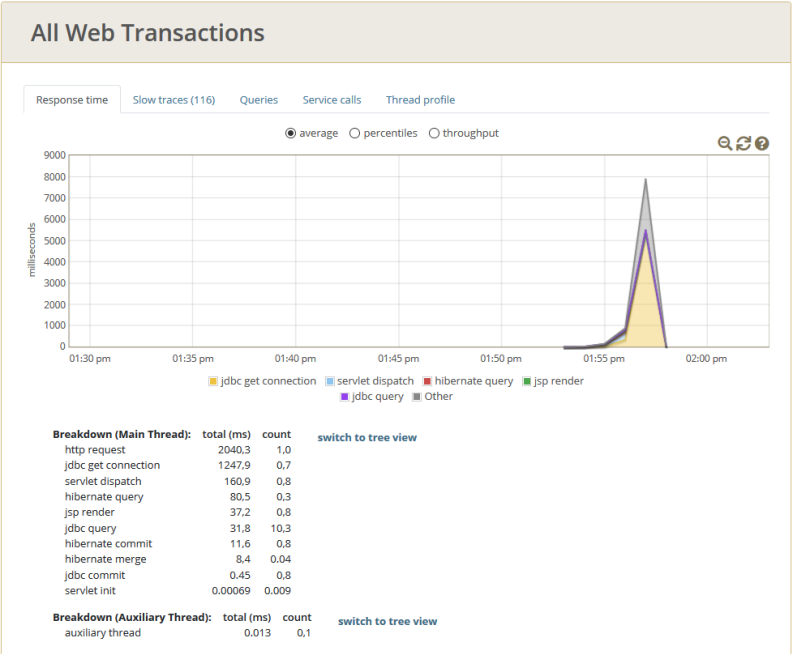 All Web Transactions
Response time Slow traces (116) Queries Service calls Thread profile
average percentiles throughput
9000
8000
7000
6000
5000
4000
3000
2000
1000
0
milliseconds
01:30 pm 01:35 pm 01:40 pm 01:45 pm 01:50 pm 01:55 pm 02:00 pm
jdbc get connection servlet dispatch hibernate query jsp render
jdbc query Other
Breakdown (Main Thread): total (ms) count switch to tree view
http request 2040,3 1,0
jdbc get connection 1247,9 0,7
servlet dispatch 160,9 0,8
hibernate query 80,5 0,3
jsp render 37,2 0,8
jdbc query 31,8 10,3
hibernate commit 11,6 0,8
hibernate merge 8,4 0.04
jdbc commit 0.45 0,8
servlet init 0.00069 0.009
Breakdown (Auxiliary Thread): total (ms) count switch to tree view
auxiliary thread 0.013 0,1